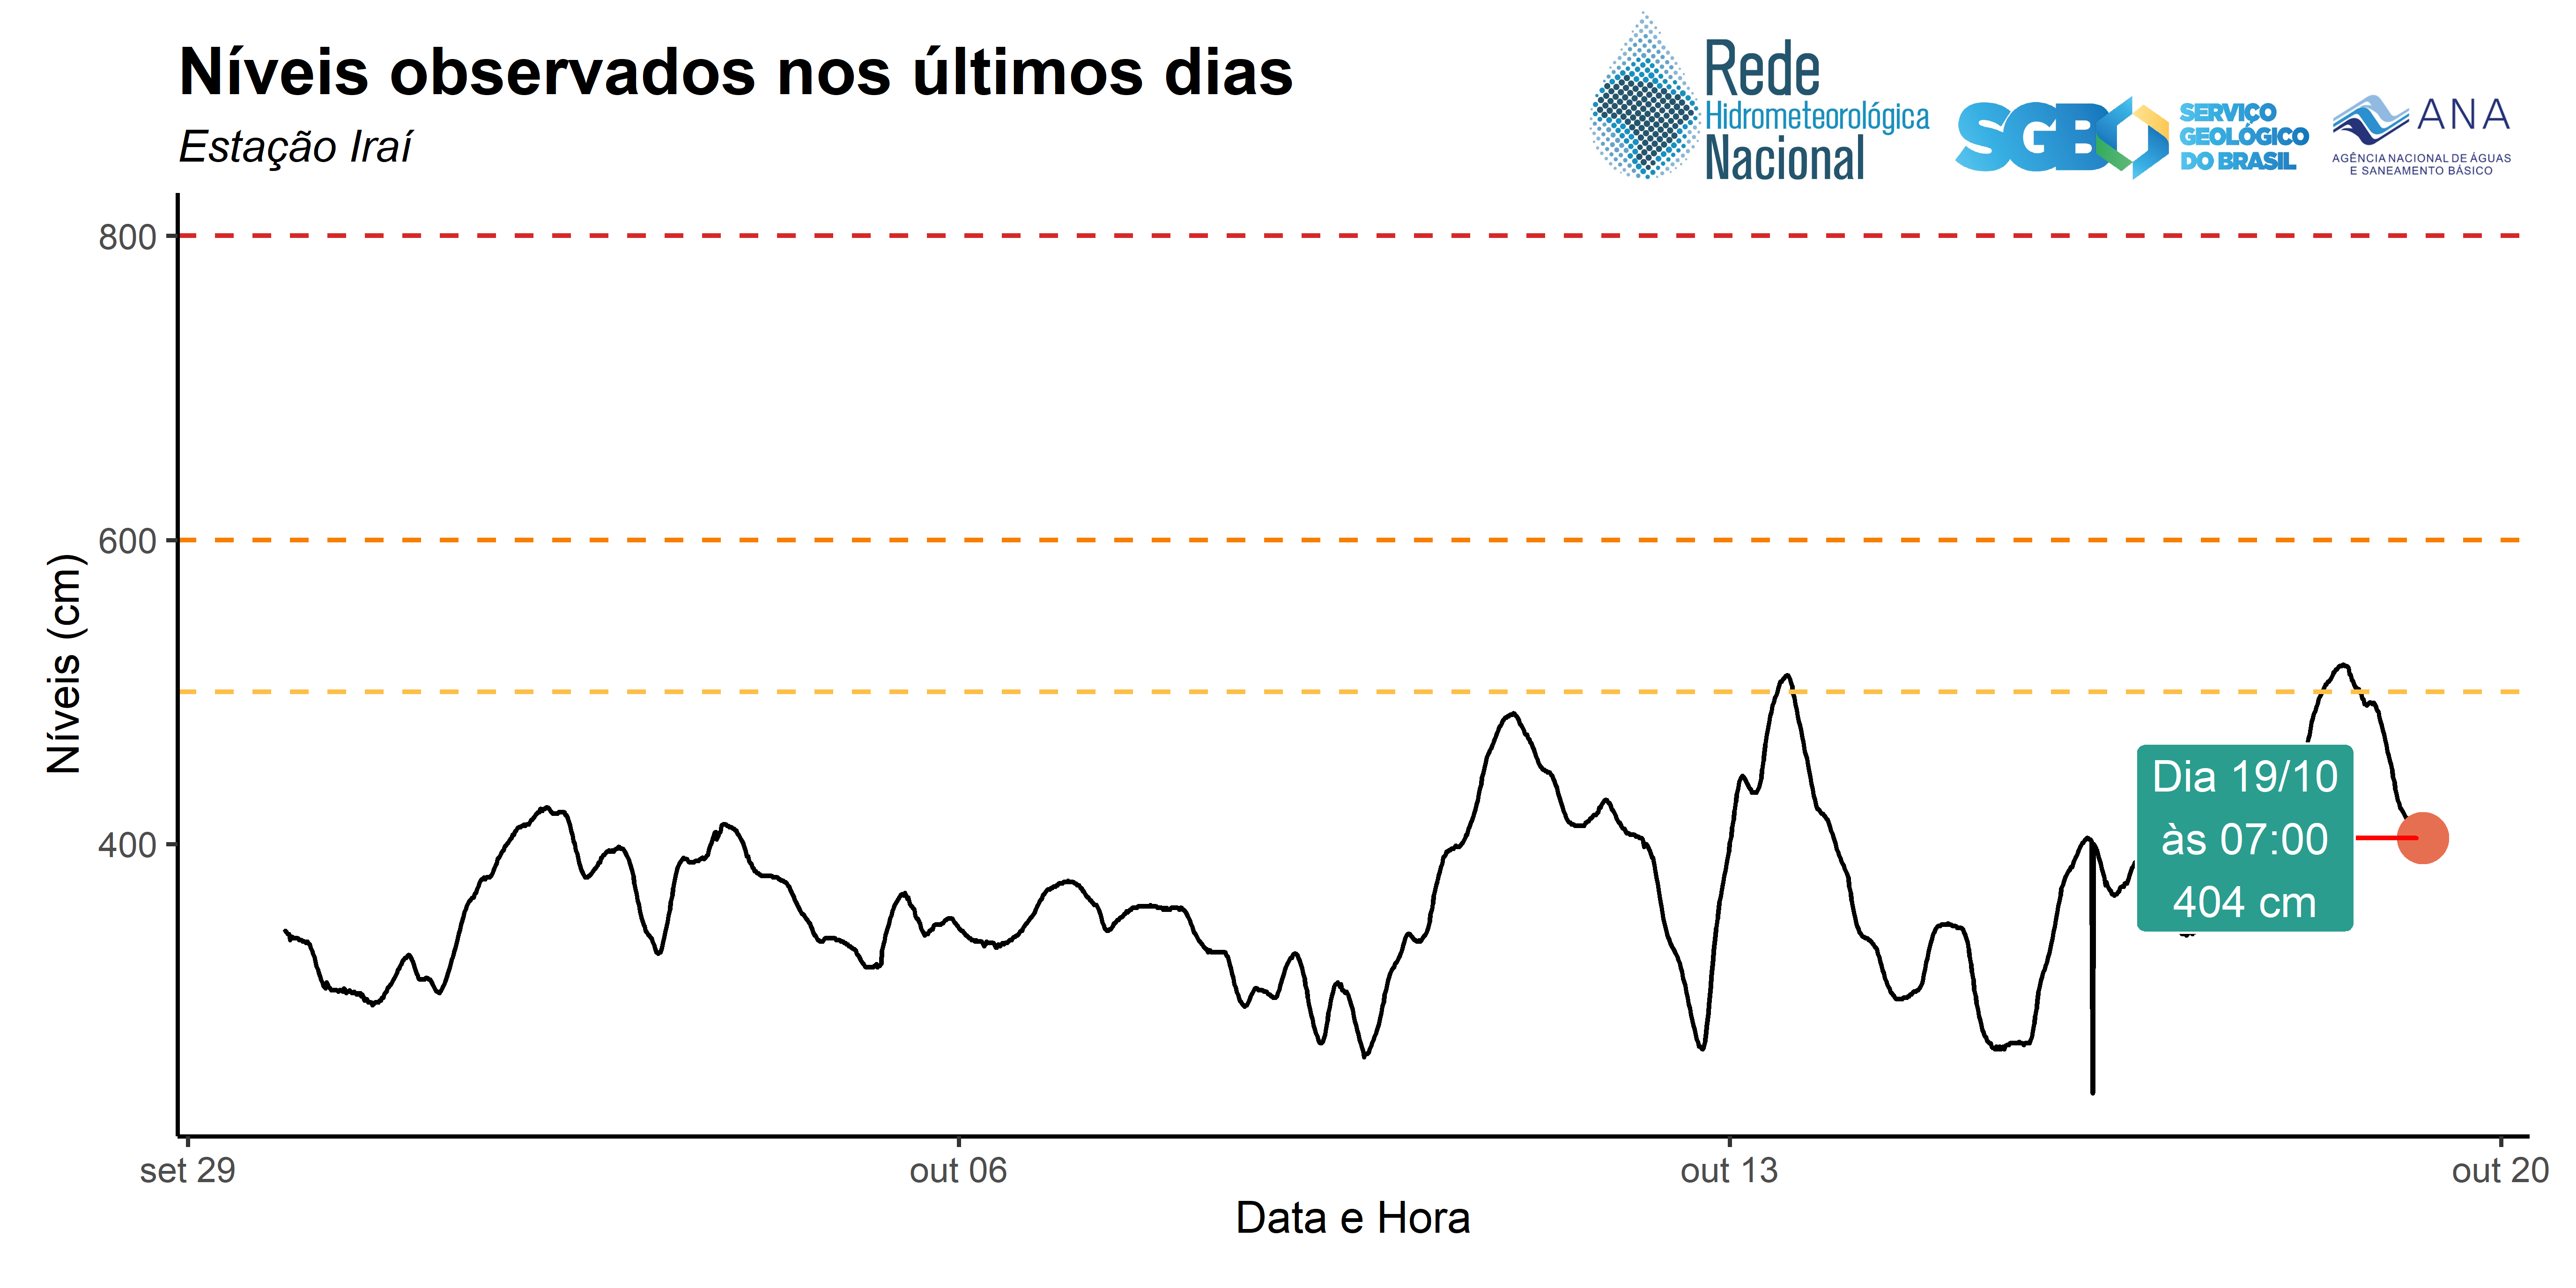 Níveis observados nos últimos dias
Estação Iraí
Rede
Hidrometeorológica
Nacional
SGB
SERVIÇO
GEOLÓGICO
DO BRASIL
ANA
AGÊNCIA NACIONAL DE ÁGUAS
E SANEAMENTO BÁSICO
Níveis (cm)
800
600
400
Dia 19/10
às 07:00
404 cm
set 29
out 06
out 13
out 20
Data e Hora